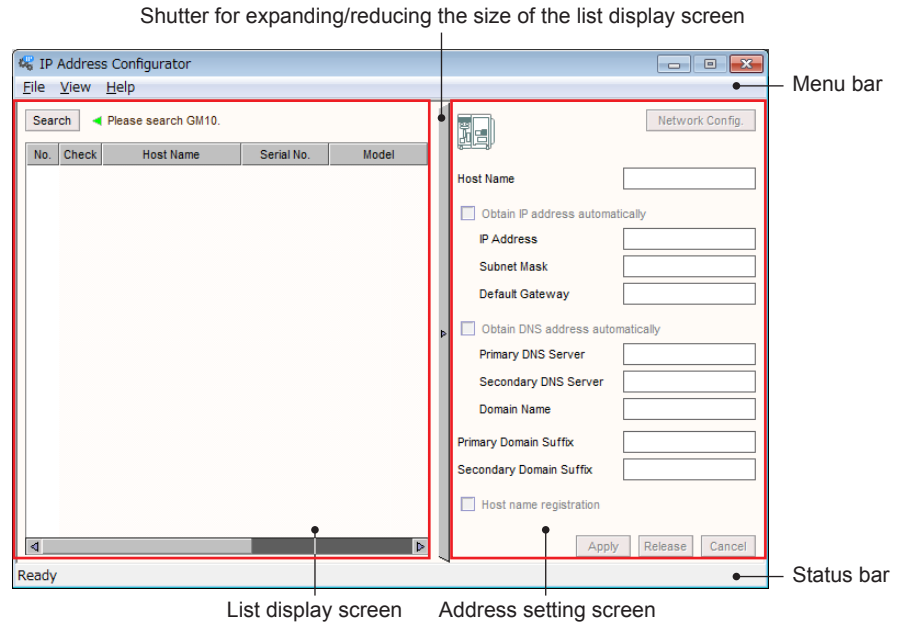 Shutter for expanding/reducing the size of the list display screen
IP Address Configurator
File View Help
Menu bar
Search Please search GM10.
Network Config.
No. Check Host Name Serial No. Model
Host Name
Obtain IP address automatically
IP Address
Subnet Mask
Default Gateway
Obtain DNS address automatically
Primary DNS Server
Secondary DNS Server
Domain Name
Primary Domain Suffix
Secondary Domain Suffix
Host name registration
Apply Release Cancel
Ready
Status bar
List display screen Address setting screen